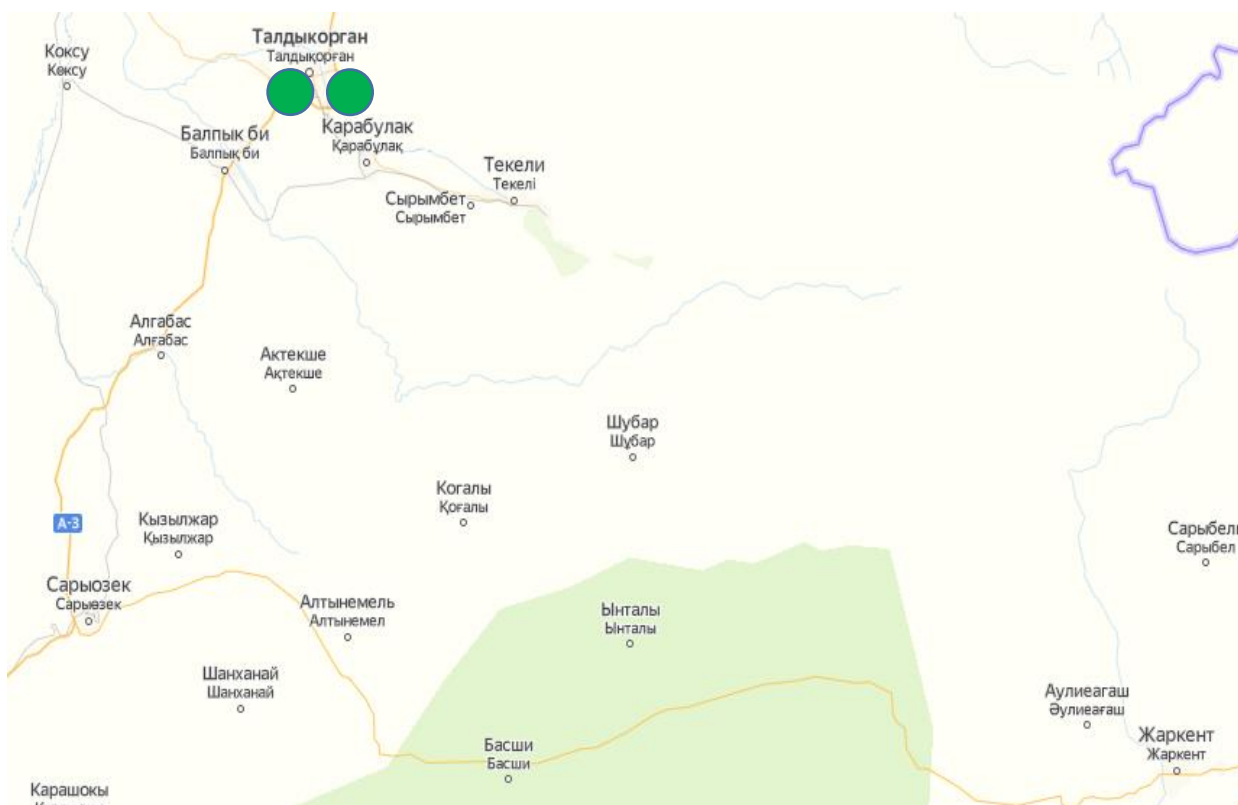 Талдыкорган
Талдықорған
Коксу
Көксу
Балпык би
Балпық би
Карабулак
Қарабұлақ
Текели
Текелі
Сырымбет
Сырымбет
Алгабас
Алғабас
Актекше
Ақтекше
Шубар
Шұбар
Когалы
Қоғалы
А-3
Кызылжар
Қызылжар
Сарыбель
Сарыбел
Сарыозек
Сарыөзек
Алтынемель
Алтынемел
Ынталы
Ынталы
Шанханай
Шанханай
Аулиеагаш
Әулиеағаш
Басши
Басши
Жаркент
Жаркент
Карашокы